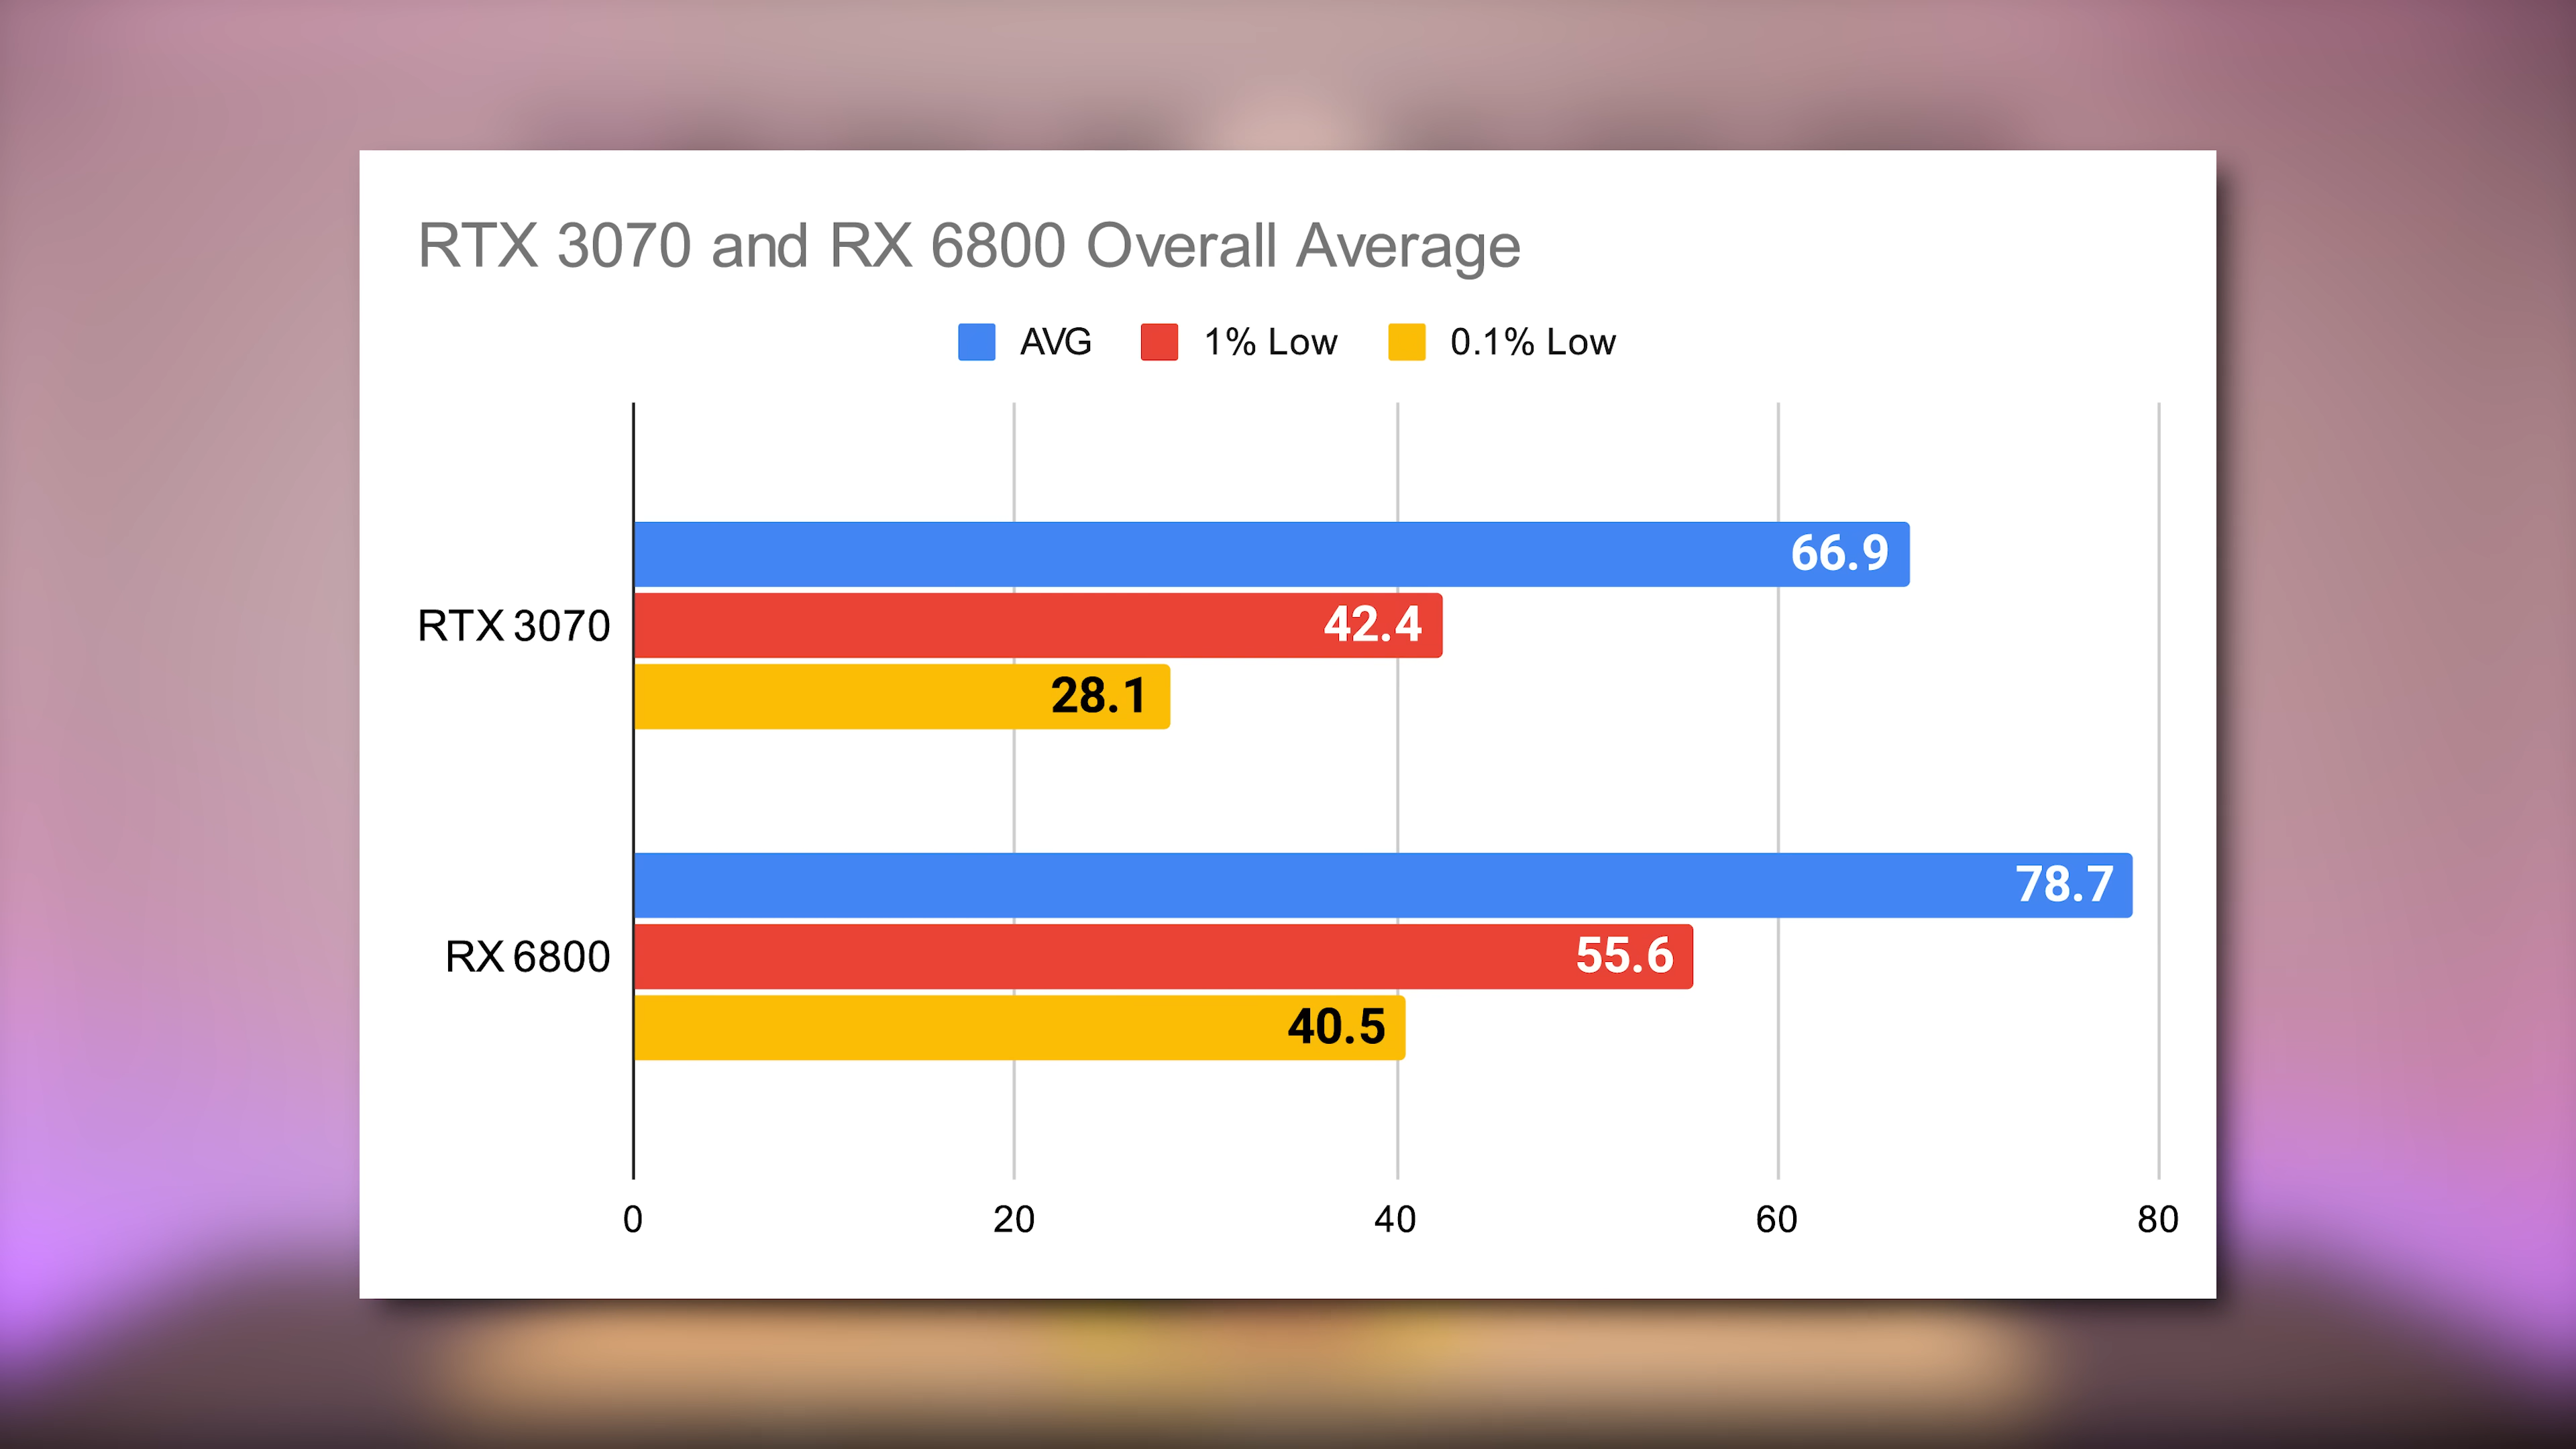 RTX 3070 and RX 6800 Overall Average
AVG 1% Low 0.1% Low
66.9
RTX 3070 42.4
28.1
78.7
RX 6800 55.6
40.5
0 20 40 60 80